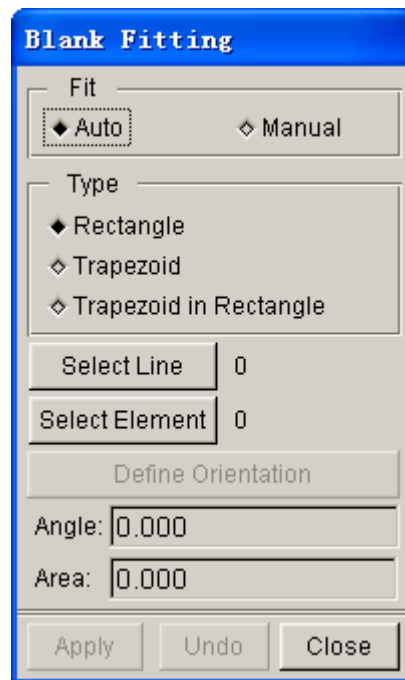 Blank Fitting
Fit
Auto Manual
Type
Rectangle
Trapezoid
Trapezoid in Rectangle
Select Line 0
Select Element 0
Define Orientation
Angle: 0.000
Area: 0.000
Apply Undo Close